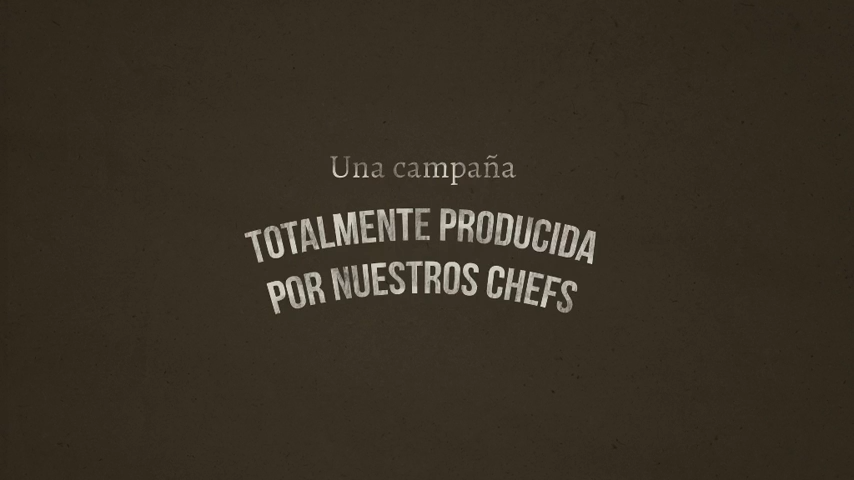 Una campaña
TOTALMENTE PRODUCIDA
POR NUESTROS CHEFS